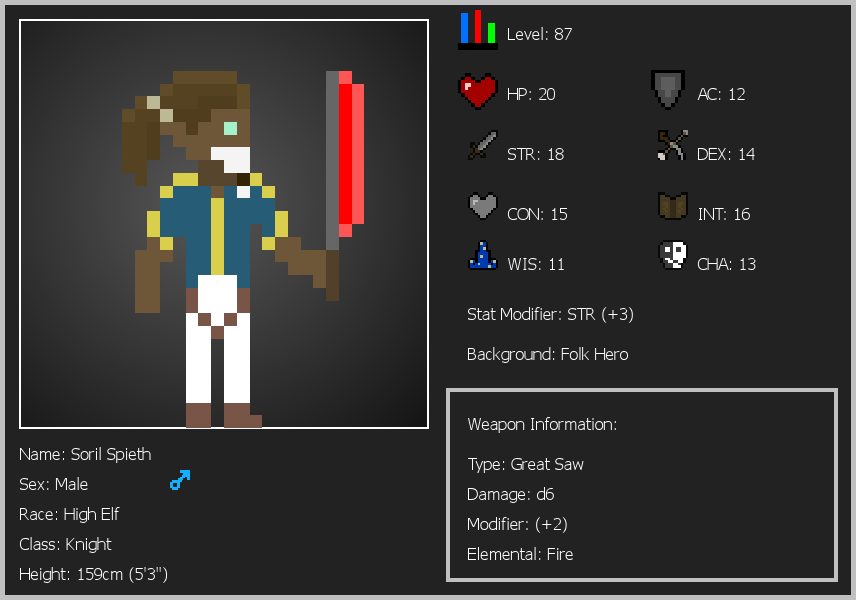 Level: 87
HP: 20
AC: 12
STR: 18
DEX: 14
CON: 15
INT: 16
WIS: 11
CHA: 13
Stat Modifier: STR (+3)
Background: Folk Hero
Weapon Information:
Type: Great Saw
Damage: d6
Modifier: (+2)
Elemental: Fire
Name: Soril Spieth
Sex: Male
Race: High Elf
Class: Knight
Height: 159cm (5'3")